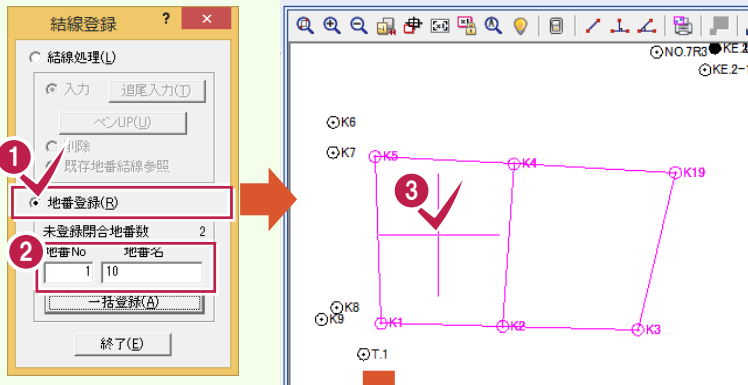 結線登録 ? ×
結線処理(L)
入力 追尾入力(T)
ペンUP(U)
削除
既存地番結線参照
1
地番登録(R)
未登録閉合地番数 2
2
地番No 地番名
1 10
一括登録(A)
終了(E)
NO.7R3 KE.2
KE.2-1
K6
K7
K5
K4
K19
3
K8
K9
K1
K2
K3
T.1